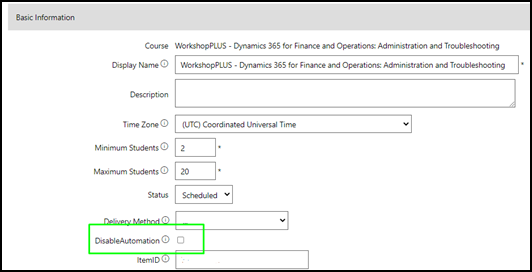 Basic Information
Course WorkshopPLUS - Dynamics 365 for Finance and Operations: Administration and Troubleshooting
Display Name WorkshopPLUS - Dynamics 365 for Finance and Operations: Administration and Troubleshooting *
Description
Time Zone (UTC) Coordinated Universal Time
Minimum Students 2 *
Maximum Students 20 *
Status Scheduled
Delivery Method
DisableAutomation
ItemID